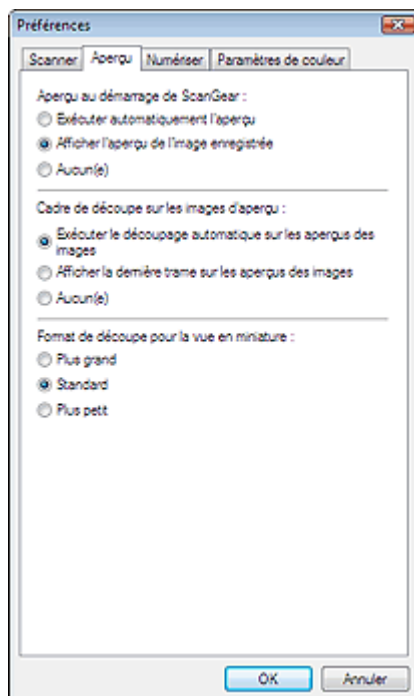 Préférences
Scanner Aperçu Numériser Paramètres de couleur
Aperçu au démarrage de ScanGear :
Exécuter automatiquement l'aperçu
Afficher l'aperçu de l'image enregistrée
Aucun(e)
Cadre de découpe sur les images d'aperçu :
Exécuter le découpage automatique sur les aperçus des
images
Afficher la dernière trame sur les aperçus des images
Aucun(e)
Format de découpe pour la vue en miniature :
Plus grand
Standard
Plus petit
OK Annuler